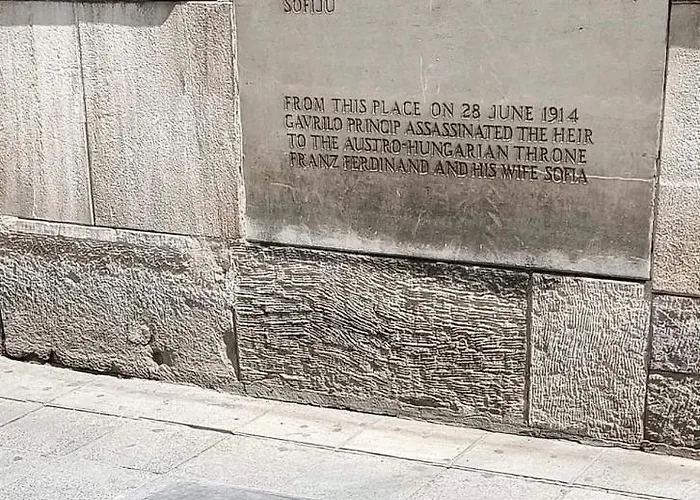 SOFIJU
FROM THIS PLACE ON 28 JUNE 1914
GAVRILO PRINCIP ASSASSINATED THE HEIR
TO THE AUSTRO-HUNGARIAN THRONE
FRANZ FERDINAND AND HIS WIFE SOFIA